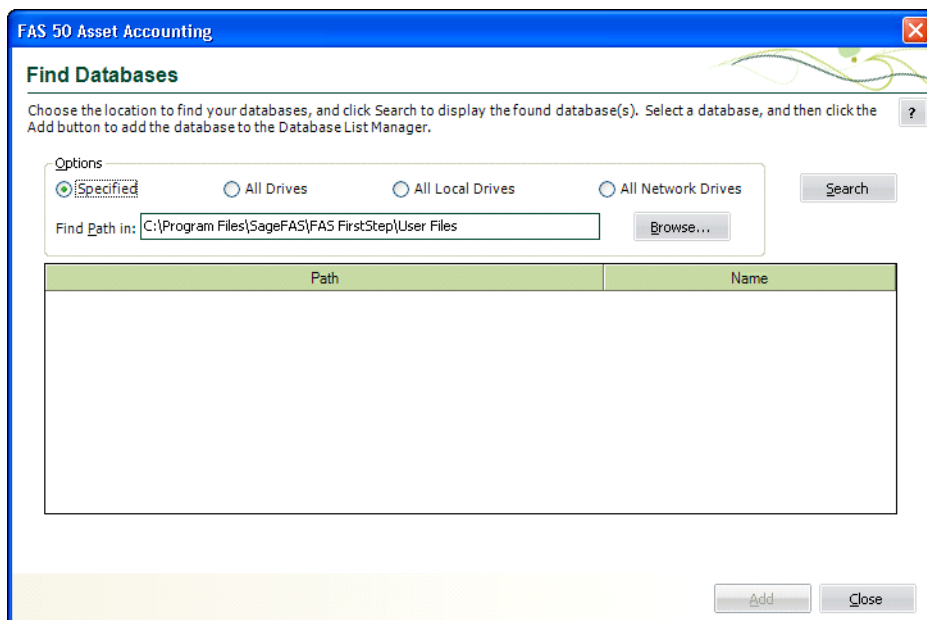 FAS 50 Asset Accounting
Find Databases
Choose the location to find your databases, and click Search to display the found database(s). Select a database, and then click the
Add button to add the database to the Database List Manager.
?
Options
Specified All Drives All Local Drives All Network Drives Search
Find Path in: C:\Program Files\SageFAS\FAS FirstStep\User Files Browse...
Path Name
Add Close